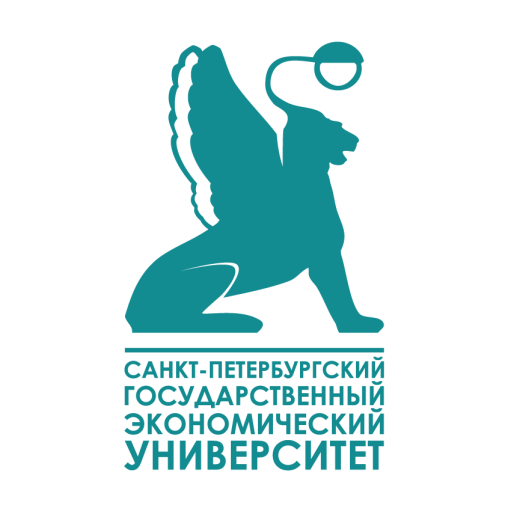 САНКТ-ПЕТЕРБУРГСКИЙ
ГОСУДАРСТВЕННЫЙ
ЭКОНОМИЧЕСКИЙ
УНИВЕРСИТЕТ